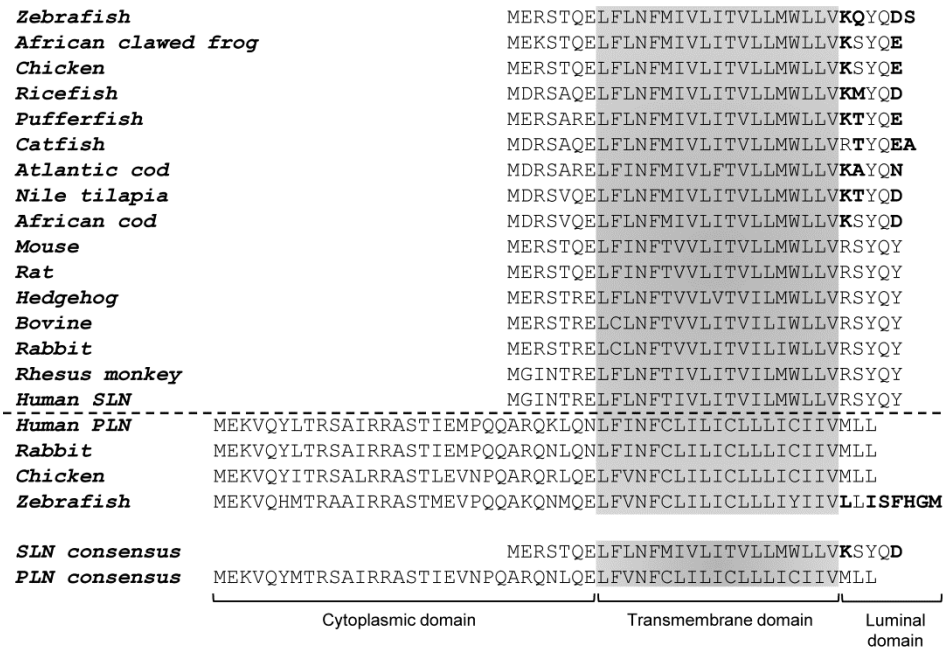 Zebrafish MERSTQELFLNFMIVLITVLLMWLLVKQYQDS
African clawed frog MEKSTQELFLNFMIVLITVLLMWLLVKSYQE
Chicken MERSTQELFLNFMIVLITVLLMWLLVKSYQE
Ricefish MDRSAQELFLNFMIVLITVLLMWLLVKMYQD
Pufferfish MERSARELFLNFMIVLITVLLMWLLVKTYQE
Catfish MDRSAQELFLNFMIVLITVLLMWLLVRTYQEA
Atlantic cod MDRSARELFLNFMIVLFTVLLMWLLVKAYQN
Nile tilapia MDRSVQELFLNFMIVLITVLLMWLLVKTYQD
African cod MDRSVQELFLNFMIVLITVLLMWLLVKSYQD
Mouse MERSTQELFINFTVVLITVLLMWLLVRSYQY
Rat MERSTQELFINFTVVLITVLLMWLLVRSYQY
Hedgehog MERSTRELFINFTVVLVTVILMWLLVRSYQY
Bovine MERSTRELCLNFTVVLITVILIWLLVRSYQY
Rabbit MERSTRELCLNFTVVLITVILIWLLVRSYQY
Rhesus monkey MGINTRELFLNFTIVLITVILMWLLVRSYQY
Human SLN MGINTRELFLNFTIVLITVILMWLLVRSYQY
Human PLN MEKVQYLTRSAIRRASTIEMPQQARQKLQNLFINFCLILICLLLICIIVMLL
Rabbit MEKVQYLTRSAIRRASTIEMPQQARQNLQNLFINFCLILICLLLICIIVMLL
Chicken MEKVQYITRSALRRASTLEVNPQARQRLQELFVNFCLILICLLLICIIVMLL
Zebrafish MEKVQHMTRAAIRRASTMEVPQQAKQNMQELFVNFCLILICLLLIYIIVLLISFHGM
SLN consensus MERSTQELFLNFMIVLITVLLMWLLVKSYQD
PLN consensus MEKVQYMTRSAIRRASTIEVNPQARQNLQELFVNFCLILICLLLICIIVMLL
Cytoplasmic domain Transmembrane domain Luminal
domain